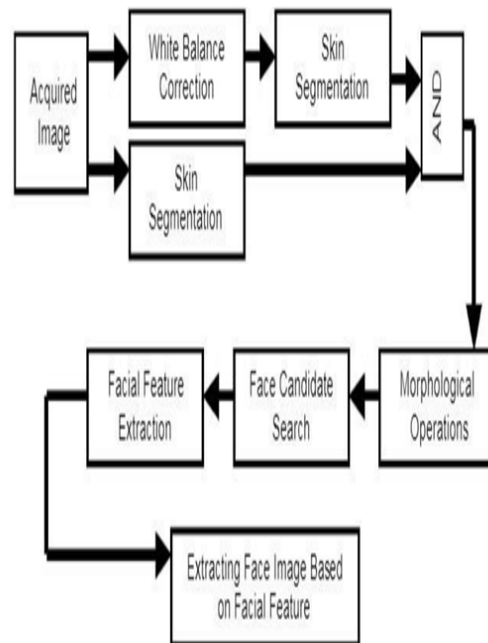 Acquired
Image
White Balance
Correction
Skin
Segmentation
Skin
Segmentation
AND
Morphological
Operations
Face Candidate
Search
Facial Feature
Extraction
Extracting Face Image Based
on Facial Feature